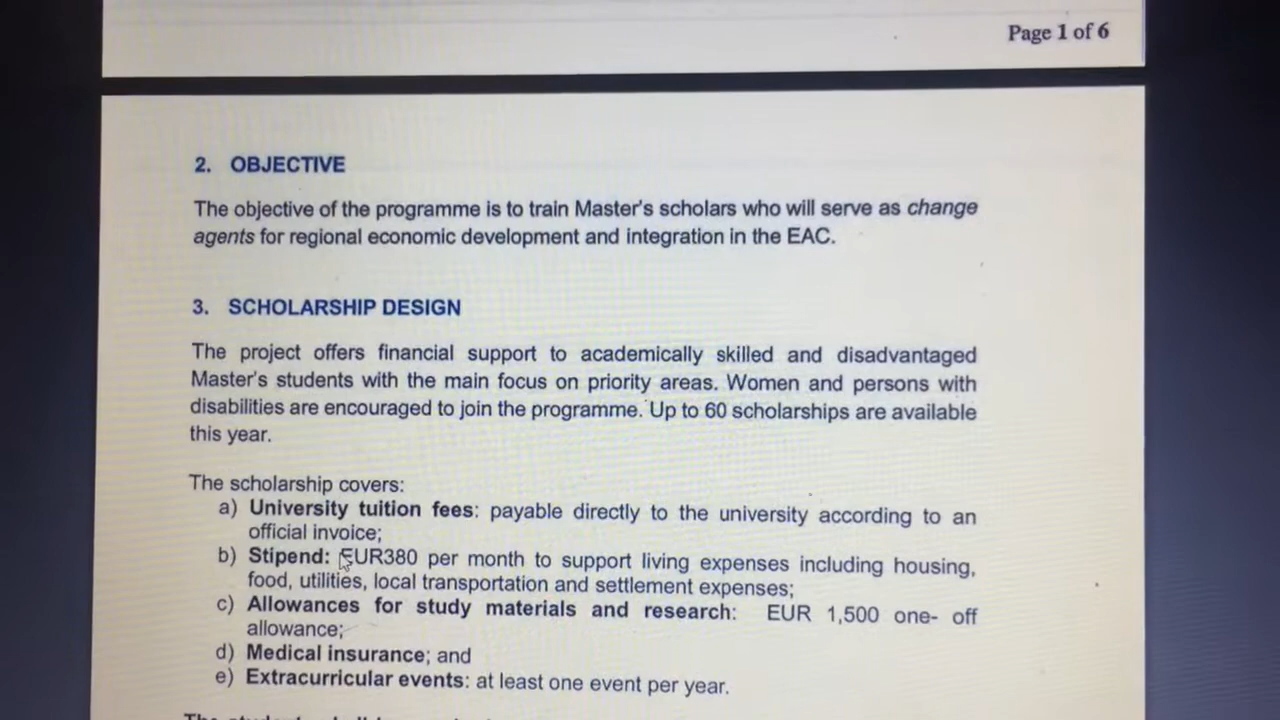 Page 1 of 6
2. OBJECTIVE
The objective of the programme is to train Master's scholars who will serve as change
agents for regional economic development and integration in the EAC.
3. SCHOLARSHIP DESIGN
The project offers financial support to academically skilled and disadvantaged
Master's students with the main focus on priority areas. Women and persons with
disabilities are encouraged to join the programme. Up to 60 scholarships are available
this year.
The scholarship covers:
a) University tuition fees: payable directly to the university according to an
official invoice;
b) Stipend: EUR380 per month to support living expenses including housing,
food, utilities, local transportation and settlement expenses;
c) Allowances for study materials and research: EUR 1,500 one- off
allowance;
d) Medical insurance; and
e) Extracurricular events: at least one event per year.